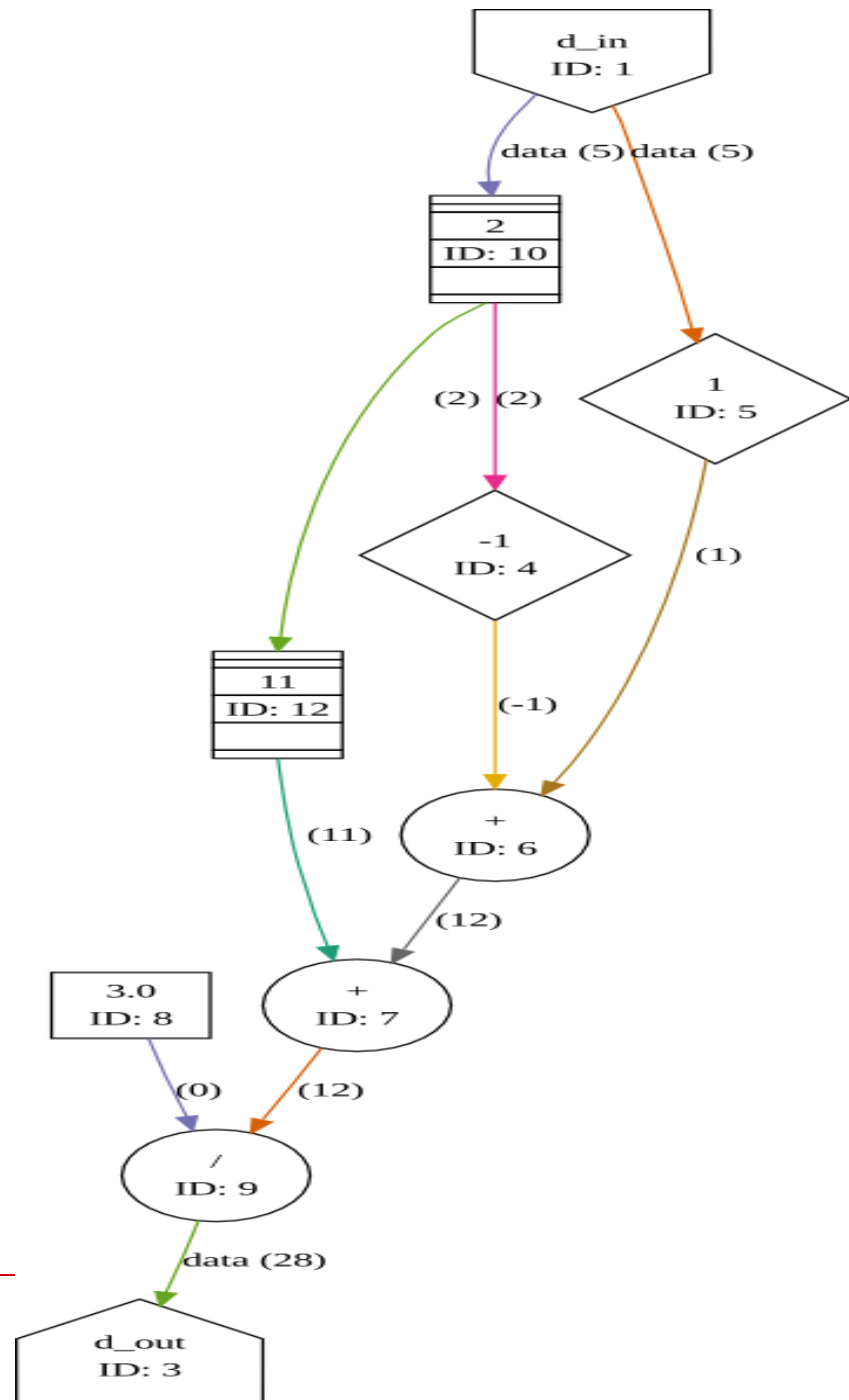 d_in
ID: 1
data (5)
data (5)
2
ID: 10
1
ID: 5
(2)
(2)
-1
ID: 4
(1)
11
ID: 12
(-1)
+
ID: 6
(11)
(12)
3.0
ID: 8
+
ID: 7
(0)
(12)
/
ID: 9
data (28)
d_out
ID: 3